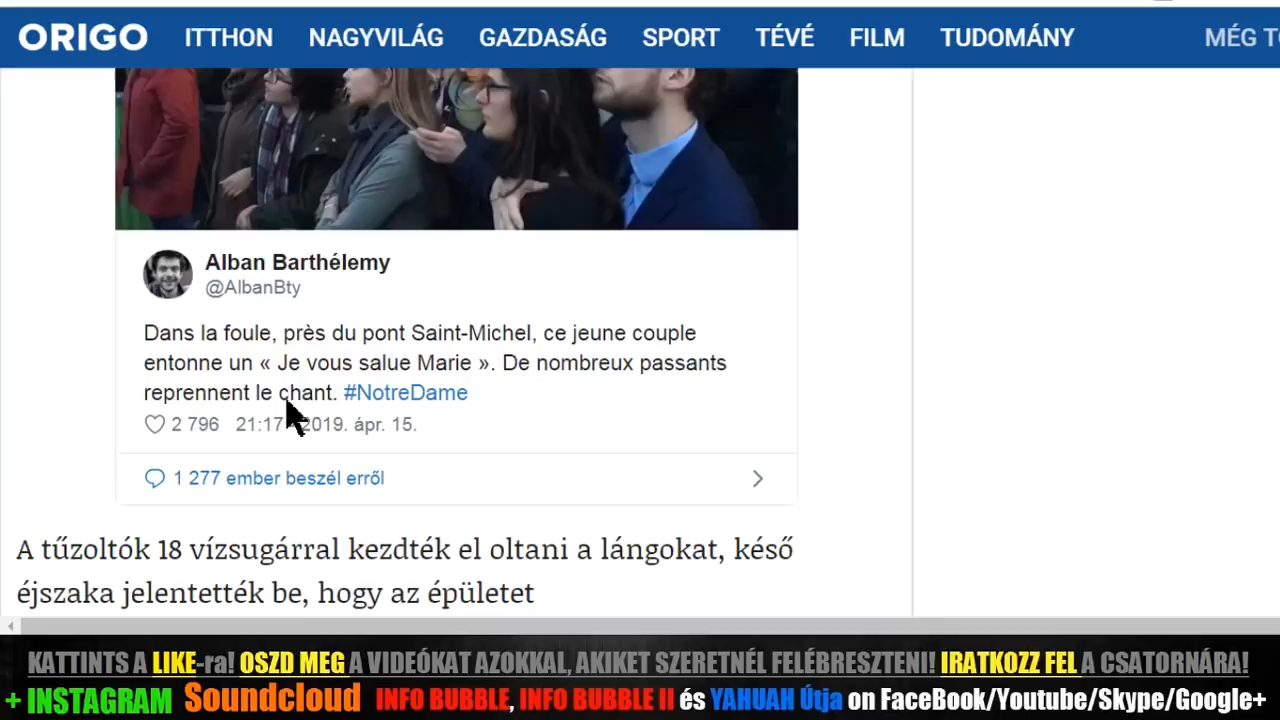 ORIGO ITTHON NAGYVILÁG GAZDASÁG SPORT TÉVÉ FILM TUDOMÁNY MÉG
Alban Barthélemy
@AlbanBty
Dans la foule, près du pont Saint-Michel, ce jeune couple
entonne un « Je vous salue Marie ». De nombreux passants
reprennent le chant. #NotreDame
2 796 21:17 2019. ápr. 15.
1 277 ember beszél erről
A tűzoltók 18 vízsugárral kezdték el oltani a lángokat, késő
éjszaka jelentették be, hogy az épületet
KATTINTS A LIKE-ra! OSZD MEG A VIDEÓKAT AZOKKAL, AKIKET SZERETNÉL FELÉBRESZTENI! IRATKOZZ FEL A CSATORNÁRA!
+ INSTAGRAM Soundcloud INFO BUBBLE, INFO BUBBLE II és YAHUAH Útja on FaceBook/Youtube/Skype/Google+